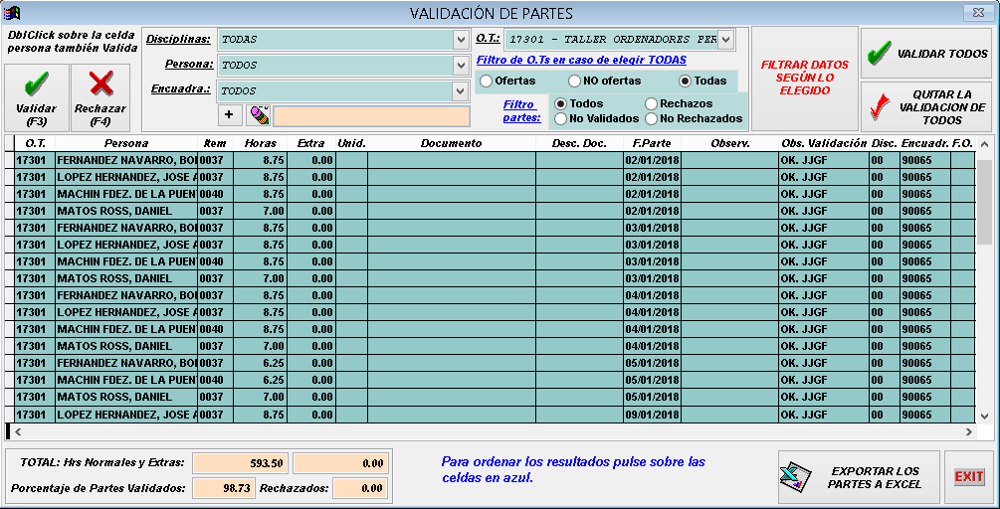 VALIDACIÓN DE PARTES
DblClick sobre la celda
persona también Valida
Validar
(F3)
Rechazar
(F4)
Disciplinas: TODAS
Persona: TODOS
Encuadra.: TODOS
+
O.T.: 17301 - TALLER ORDENADORES PER
Filtro de O.Ts en caso de elegir TODAS
Ofertas NO ofertas Todas
Filtro
partes:
Todos Rechazos
No Validados No Rechazados
FILTRAR DATOS
SEGÚN LO
ELEGIDO
VALIDAR TODOS
QUITAR LA
VALIDACION DE
TODOS
O.T. Persona Item Horas Extra Unid. Documento Desc. Doc. F.Parte Observ. Obs. Validación Disc. Encuadr. F.O.
17301 FERNANDEZ NAVARRO, BOI 0037 8.75 0.00 02/01/2018 OK. JJGF 00 90065
17301 LOPEZ HERNANDEZ, JOSE A 0037 8.75 0.00 02/01/2018 OK. JJGF 00 90065
17301 MACHIN FDEZ. DE LA PUEN 0040 8.75 0.00 02/01/2018 OK. JJGF 00 90065
17301 MATOS ROSS, DANIEL 0037 7.00 0.00 02/01/2018 OK. JJGF 00 90065
17301 FERNANDEZ NAVARRO, BOI 0037 8.75 0.00 03/01/2018 OK. JJGF 00 90065
17301 LOPEZ HERNANDEZ, JOSE A 0037 8.75 0.00 03/01/2018 OK. JJGF 00 90065
17301 MACHIN FDEZ. DE LA PUEN 0040 8.75 0.00 03/01/2018 OK. JJGF 00 90065
17301 MATOS ROSS, DANIEL 0037 7.00 0.00 03/01/2018 OK. JJGF 00 90065
17301 FERNANDEZ NAVARRO, BOI 0037 8.75 0.00 04/01/2018 OK. JJGF 00 90065
17301 LOPEZ HERNANDEZ, JOSE A 0037 8.75 0.00 04/01/2018 OK. JJGF 00 90065
17301 MACHIN FDEZ. DE LA PUEN 0040 8.75 0.00 04/01/2018 OK. JJGF 00 90065
17301 MATOS ROSS, DANIEL 0037 7.00 0.00 04/01/2018 OK. JJGF 00 90065
17301 FERNANDEZ NAVARRO, BOI 0037 6.25 0.00 05/01/2018 OK. JJGF 00 90065
17301 MACHIN FDEZ. DE LA PUEN 0040 6.25 0.00 05/01/2018 OK. JJGF 00 90065
17301 MATOS ROSS, DANIEL 0037 7.00 0.00 05/01/2018 OK. JJGF 00 90065
17301 LOPEZ HERNANDEZ, JOSE A 0037 8.75 0.00 09/01/2018 OK. JJGF 00 90065
TOTAL: Hrs Normales y Extras: 593.50 0.00
Porcentaje de Partes Validados: 98.73 Rechazados: 0.00
Para ordenar los resultados pulse sobre las
celdas en azul.
EXPORTAR LOS
PARTES A EXCEL
EXIT